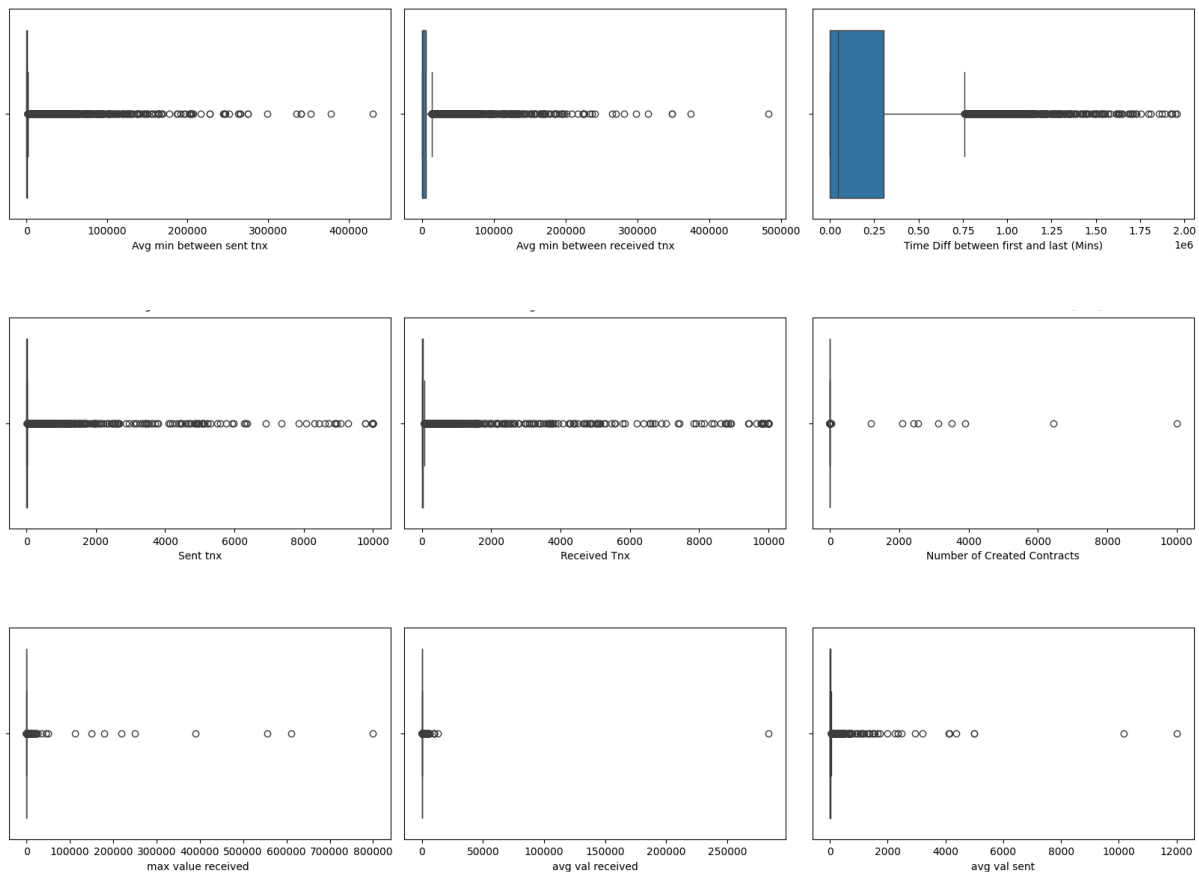 0 100000 200000 300000 400000
Avg min between sent tnx
0 100000 200000 300000 400000 500000
Avg min between received tnx
0.00 0.25 0.50 0.75 1.00 1.25 1.50 1.75 2.00
1e6
Time Diff between first and last (Mins)
0 2000 4000 6000 8000 10000
Sent tnx
0 2000 4000 6000 8000 10000
Received Tnx
0 2000 4000 6000 8000 10000
Number of Created Contracts
0 100000 200000 300000 400000 500000 600000 700000 800000
max value received
0 50000 100000 150000 200000 250000
avg val received
0 2000 4000 6000 8000 10000 12000
avg val sent